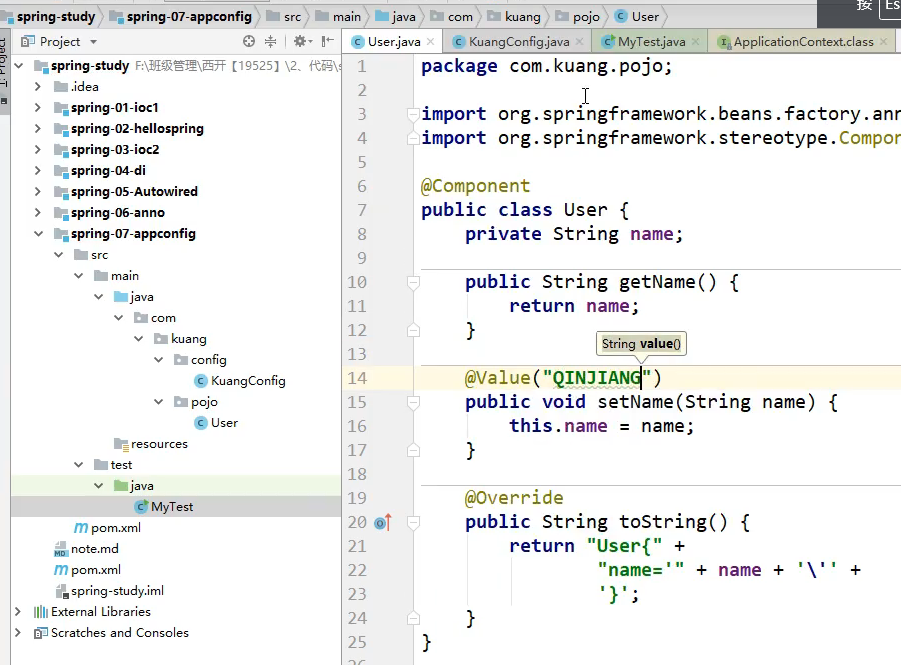 按 Es
spring-study spring-07-appconfig src main java com kuang pojo User
Project
User.java KuangConfig.java MyTest.java ApplicationContext.class
1: Project
spring-study F:\班级管理\西开【19525】\2、代码\s
.idea
spring-01-ioc1
spring-02-hellospring
spring-03-ioc2
spring-04-di
spring-05-Autowired
spring-06-anno
spring-07-appconfig
src
main
java
com
kuang
config
KuangConfig
pojo
User
resources
test
java
MyTest
pom.xml
note.md
pom.xml
spring-study.iml
External Libraries
Scratches and Consoles
1 package com.kuang.pojo;
2
3 import org.springframework.beans.factory.ann
4 import org.springframework.stereotype.Compon
5
6 @Component
7 public class User {
8 private String name;
9
10 public String getName() {
11 return name;
12 }
13
String value()
14 @Value("QINJIANG")
15 public void setName(String name) {
16 this.name = name;
17 }
18
19 @Override
20 public String toString() {
21 return "User{" +
22 "name='" + name + '\'' +
23 '}';
24 }
25 }
26